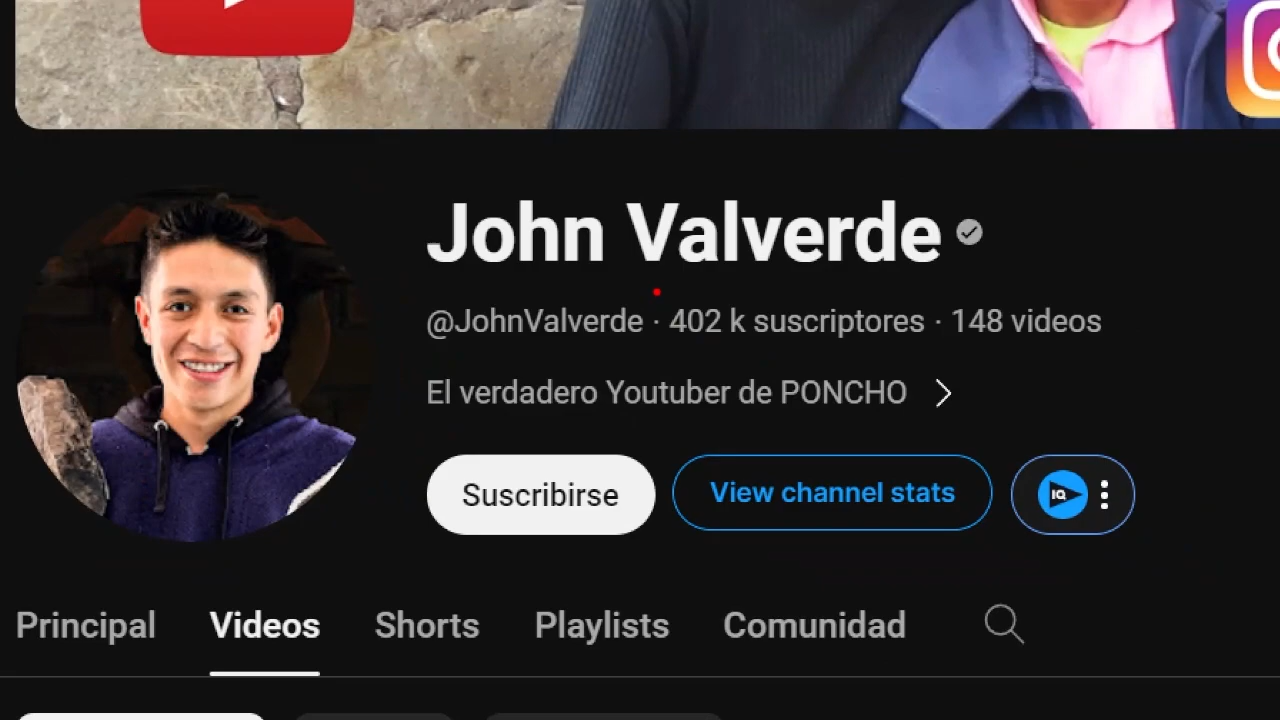 John Valverde
@JohnValverde · 402 k suscriptores · 148 videos
El verdadero Youtuber de PONCHO
Suscribirse
View channel stats
IQ
Principal
Videos
Shorts
Playlists
Comunidad